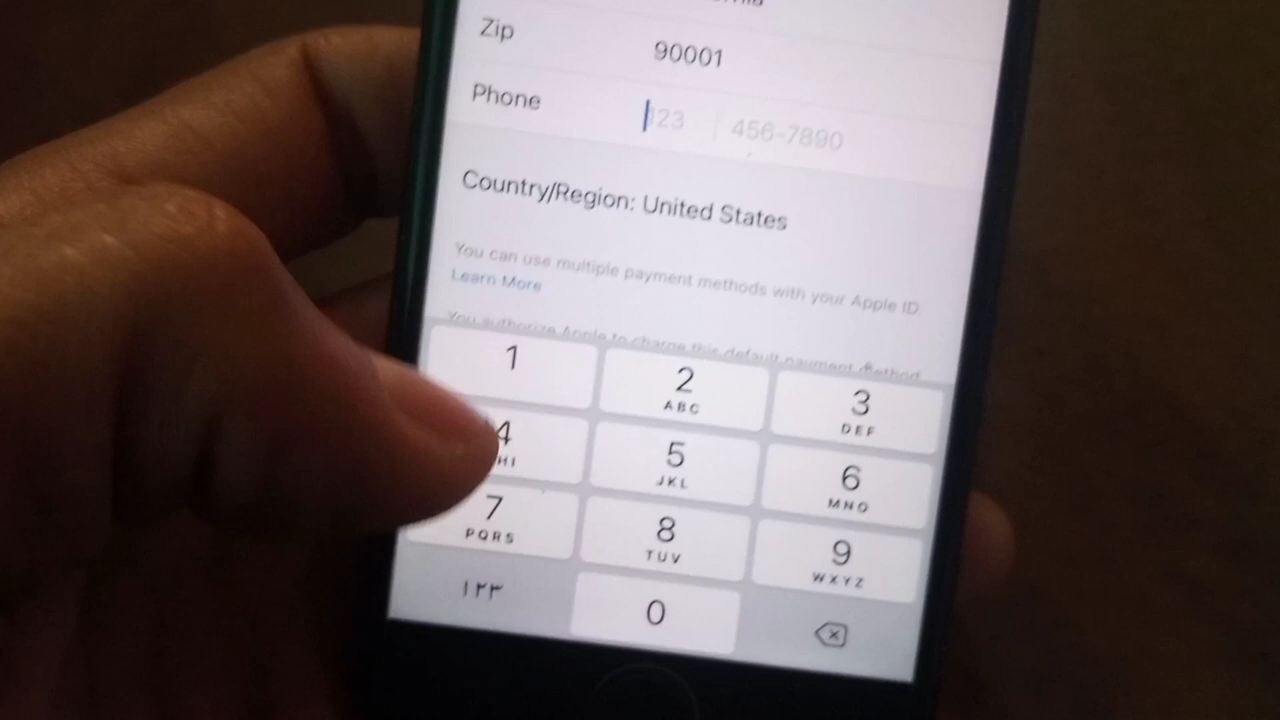 Zip 90001
Phone 123 456-7890
Country/Region: United States
You can use multiple payment methods with your Apple ID.
Learn More
You authorize Apple to charge this default payment method
1
2 ABC
3 DEF
4 HI
5 JKL
6 MNO
7 PQRS
8 TUV
9 WXYZ
١٢٣
0